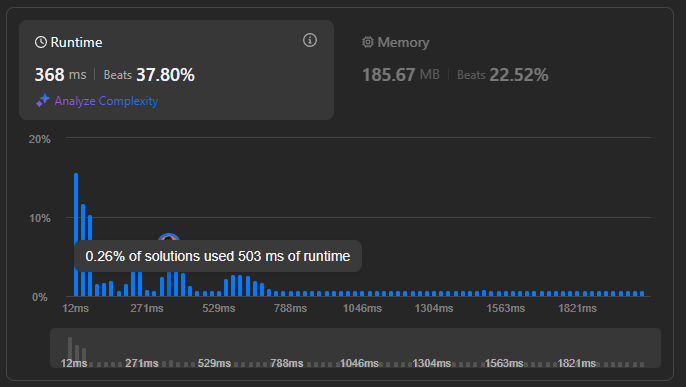 Runtime
368 ms | Beats 37.80%
Analyze Complexity
Memory
185.67 MB | Beats 22.52%
20%
10%
0%
0.26% of solutions used 503 ms of runtime
12ms 271ms 529ms 788ms 1046ms 1304ms 1563ms 1821ms
12ms 271ms 529ms 788ms 1046ms 1304ms 1563ms 1821ms